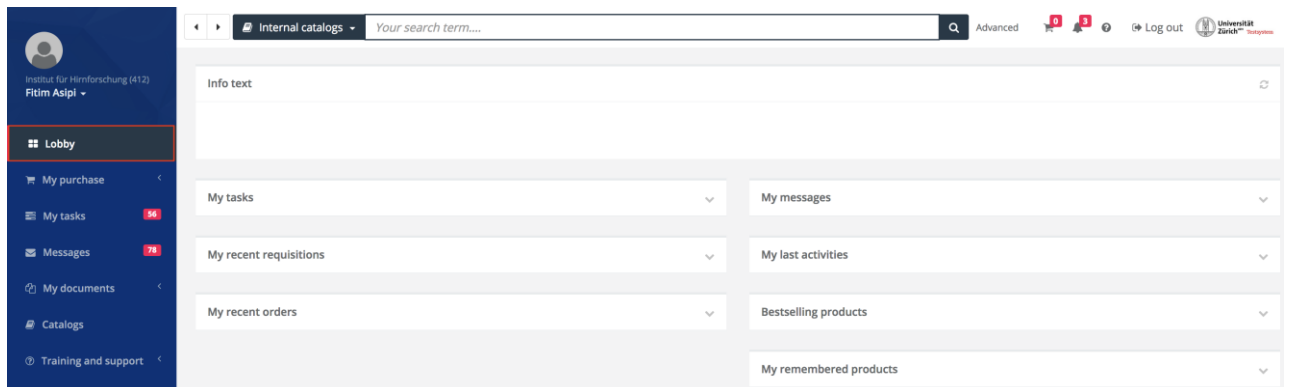 Institut für Hirnforschung (412)
Fitim Asipi
Lobby
My purchase
My tasks 56
Messages 78
My documents
Catalogs
Training and support
Internal catalogs Your search term.... Advanced 0 3 Log out
Universität
Zürich UZH Testsystem
Info text
My tasks
My messages
My recent requisitions
My last activities
My recent orders
Bestselling products
My remembered products